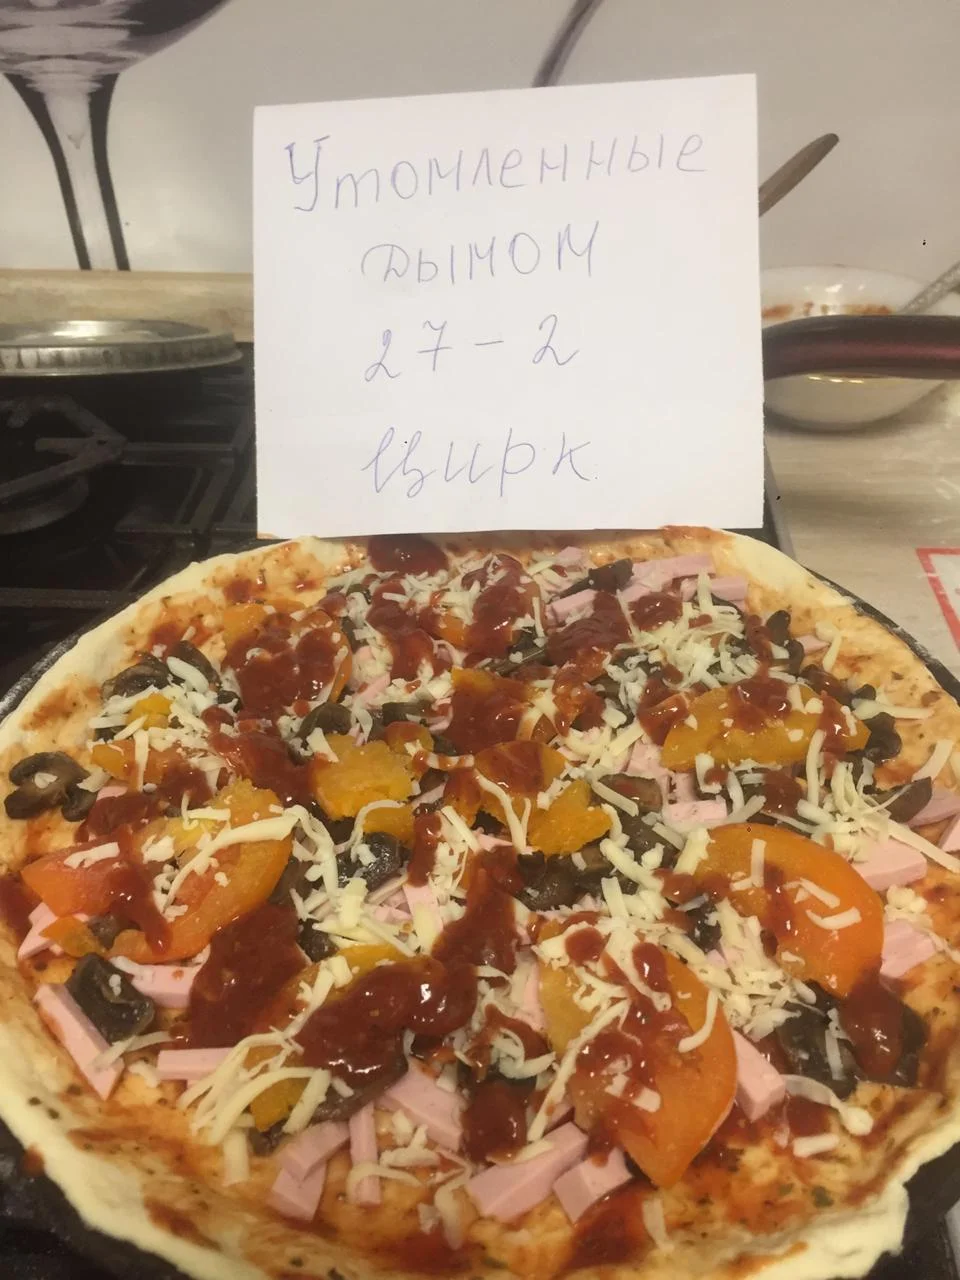 Утомленные
дымом
27-2
Цирк